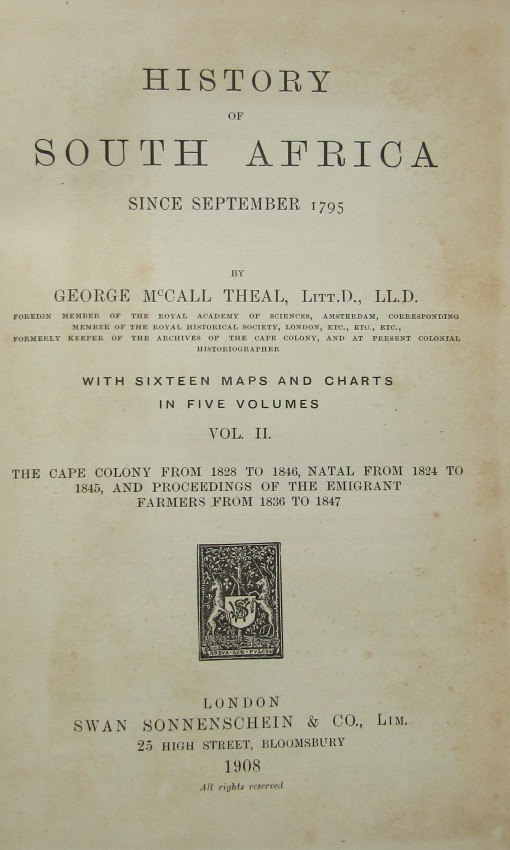 HISTORY
OF
SOUTH AFRICA
SINCE SEPTEMBER 1795
BY
GEORGE McCALL THEAL, LITT.D., LL.D.
FOREIGN MEMBER OF THE ROYAL ACADEMY OF SCIENCES, AMSTERDAM, CORRESPONDING
MEMBER OF THE ROYAL HISTORICAL SOCIETY, LONDON, ETC., ETC., ETC.,
FORMERLY KEEPER OF THE ARCHIVES OF THE CAPE COLONY, AND AT PRESENT COLONIAL
HISTORIOGRAPHER
WITH SIXTEEN MAPS AND CHARTS
IN FIVE VOLUMES
VOL. II.
THE CAPE COLONY FROM 1828 TO 1846, NATAL FROM 1824 TO
1845, AND PROCEEDINGS OF THE EMIGRANT
FARMERS FROM 1836 TO 1847
LONDON
SWAN SONNENSCHEIN & CO., LIM.
25 HIGH STREET, BLOOMSBURY
1908
All rights reserved